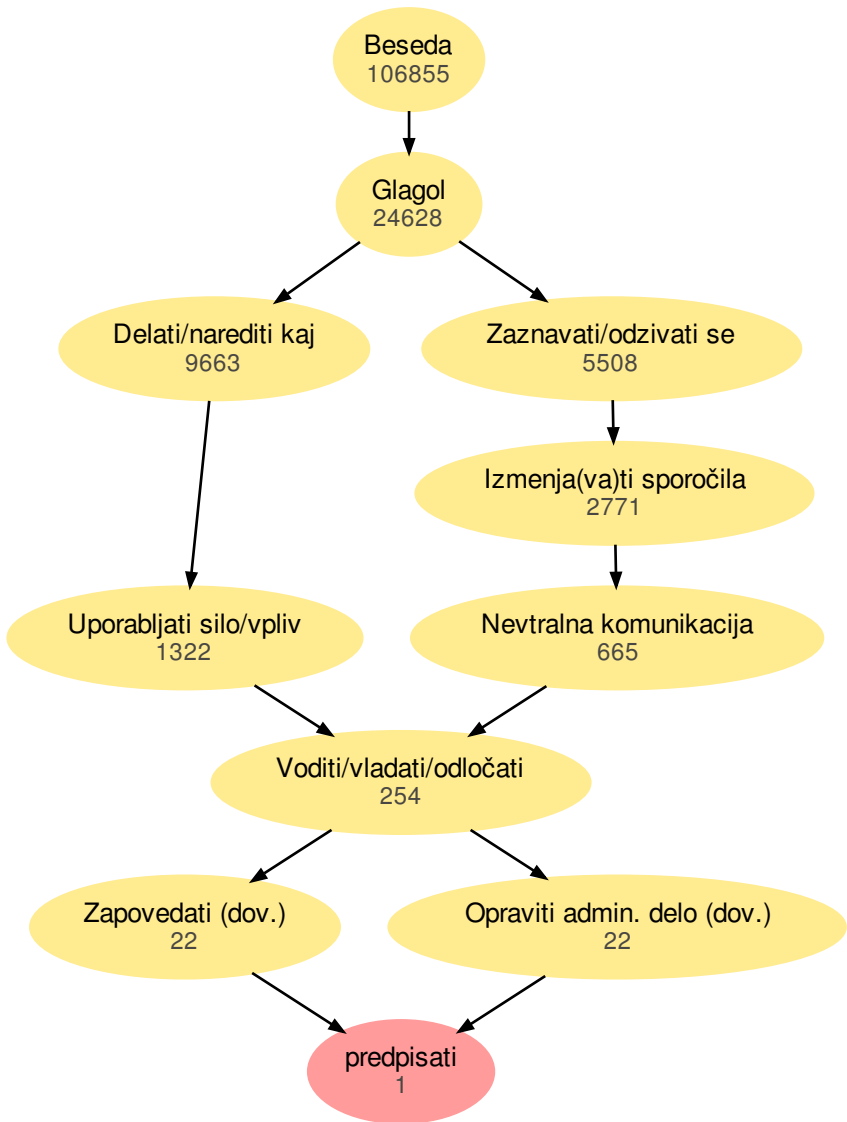 Beseda
106855
Glagol
24628
Delati/narediti kaj
9663
Zaznavati/odzivati se
5508
Izmenja(va)ti sporočila
2771
Uporabljati silo/vpliv
1322
Nevtralna komunikacija
665
Voditi/vladati/odločati
254
Zapovedati (dov.)
22
Opraviti admin. delo (dov.)
22
predpisati
1